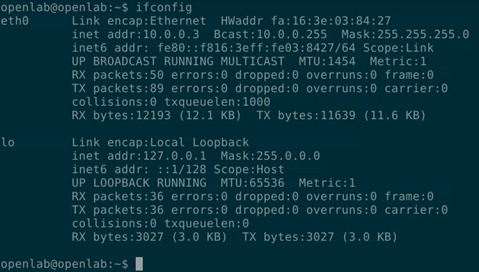 openlab@openlab:~$ ifconfig
eth0      Link encap:Ethernet  HWaddr fa:16:3e:03:84:27
          inet addr:10.0.0.3  Bcast:10.0.0.255  Mask:255.255.255.0
          inet6 addr: fe80::f816:3eff:fe03:8427/64 Scope:Link
          UP BROADCAST RUNNING MULTICAST  MTU:1454  Metric:1
          RX packets:50 errors:0 dropped:0 overruns:0 frame:0
          TX packets:89 errors:0 dropped:0 overruns:0 carrier:0
          collisions:0 txqueuelen:1000
          RX bytes:12193 (12.1 KB)  TX bytes:11639 (11.6 KB)

lo        Link encap:Local Loopback
          inet addr:127.0.0.1  Mask:255.0.0.0
          inet6 addr: ::1/128 Scope:Host
          UP LOOPBACK RUNNING  MTU:65536  Metric:1
          RX packets:36 errors:0 dropped:0 overruns:0 frame:0
          TX packets:36 errors:0 dropped:0 overruns:0 carrier:0
          collisions:0 txqueuelen:0
          RX bytes:3027 (3.0 KB)  TX bytes:3027 (3.0 KB)

openlab@openlab:~$